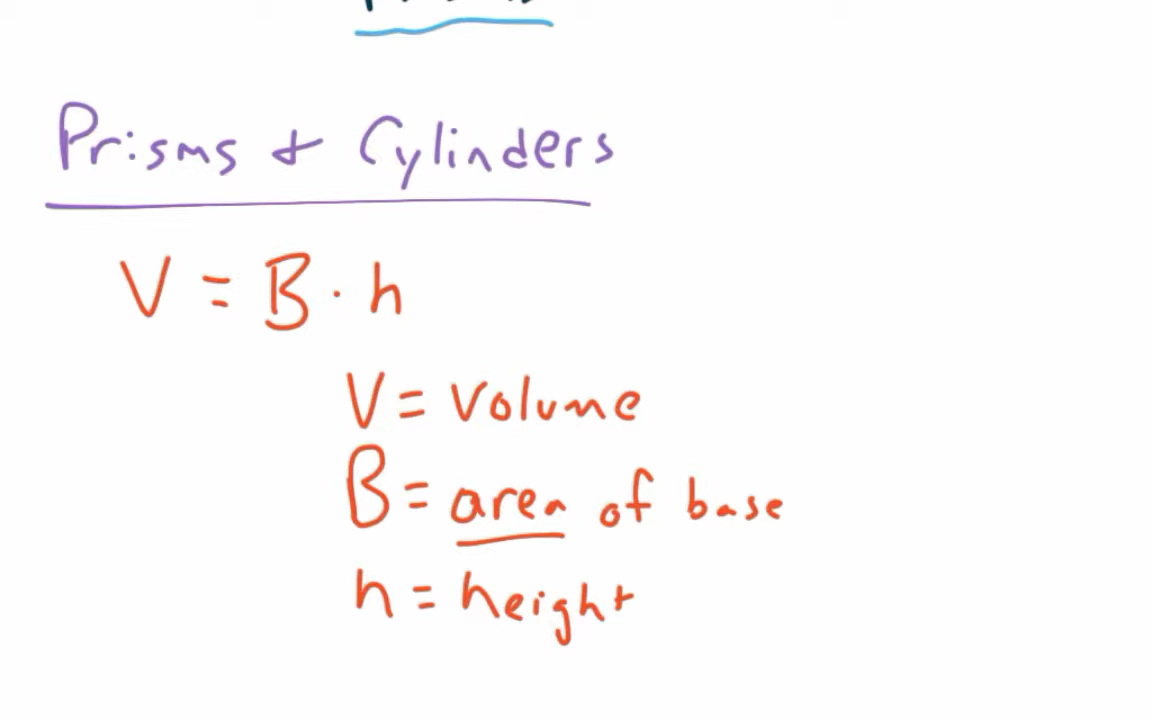 Prisms + Cylinders
V = B · h
V = Volume
B = area of base
h = height